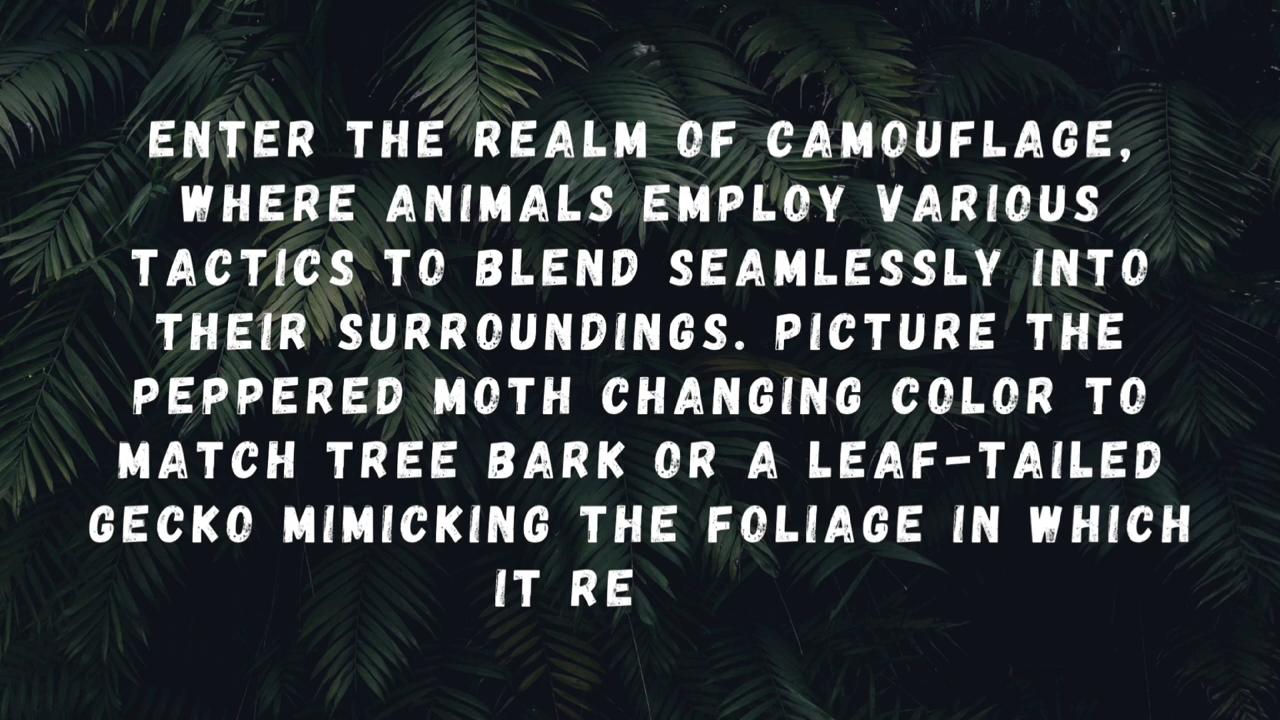 ENTER THE REALM OF CAMOUFLAGE,
WHERE ANIMALS EMPLOY VARIOUS
TACTICS TO BLEND SEAMLESSLY INTO
THEIR SURROUNDINGS. PICTURE THE
PEPPERED MOTH CHANGING COLOR TO
MATCH TREE BARK OR A LEAF-TAILED
GECKO MIMICKING THE FOLIAGE IN WHICH
IT RE